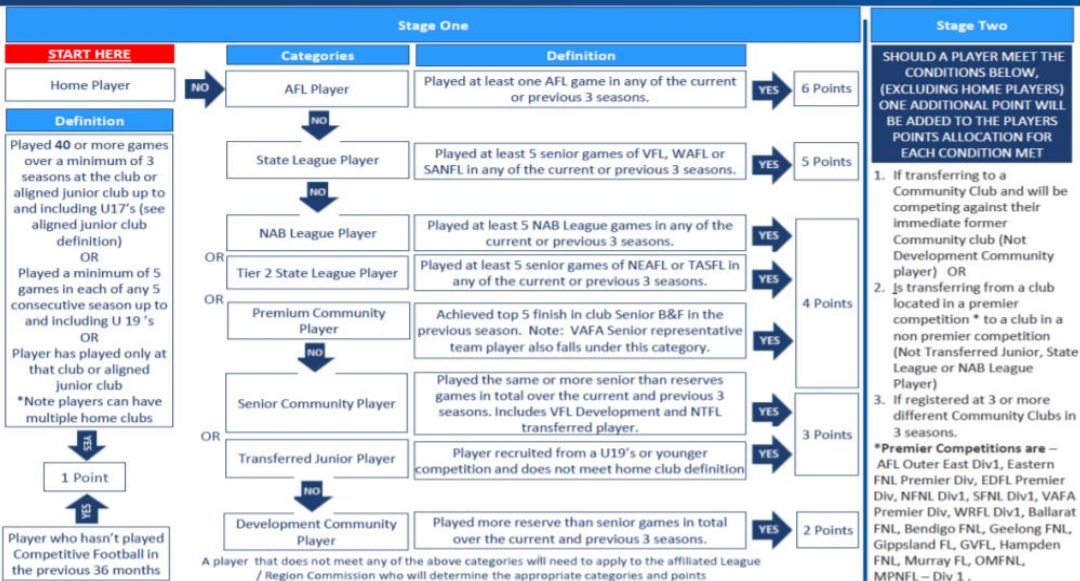 Stage One
START HERE
Home Player
Definition
Played 40 or more games
over a minimum of 3
seasons at the club or
aligned junior club up to
and including U17's (see
aligned junior club
definition)
OR
Played a minimum of 5
games in each of any 5
consecutive season up to
and including U 19 's
OR
Player has played only at
that club or aligned
junior club
*Note players can have
multiple home clubs
YES
1 Point
YES
Player who hasn't played
Competitive Football in
the previous 36 months
NO
Categories
Definition
AFL Player
Played at least one AFL game in any of the current
or previous 3 seasons.
YES
6 Points
NO
State League Player
Played at least 5 senior games of VFL, WAFL or
SANFL in any of the current or previous 3 seasons.
YES
5 Points
NO
NAB League Player
Played at least 5 NAB League games in any of the
current or previous 3 seasons.
YES
OR
Tier 2 State League Player
Played at least 5 senior games of NEAFL or TASFL in
any of the current or previous 3 seasons.
YES
4 Points
OR
Premium Community
Player
Achieved top 5 finish in club Senior B&F in the
previous season. Note: VAFA Senior representative
team player also falls under this category.
YES
NO
Senior Community Player
Played the same or more senior than reserves
games in total over the current and previous 3
seasons. Includes VFL Development and NTFL
transferred player.
YES
3 Points
OR
Transferred Junior Player
Player recruited from a U19's or younger
competition and does not meet home club definition
YES
NO
Development Community
Player
Played more reserve than senior games in total
over the current and previous 3 seasons.
YES
2 Points
A player that does not meet any of the above categories will need to apply to the affiliated League
/ Region Commission who will determine the appropriate categories and points
Stage Two
SHOULD A PLAYER MEET THE
CONDITIONS BELOW,
(EXCLUDING HOME PLAYERS)
ONE ADDITIONAL POINT WILL
BE ADDED TO THE PLAYERS
POINTS ALLOCATION FOR
EACH CONDITION MET
1. If transferring to a
Community Club and will be
competing against their
immediate former
Community club (Not
Development Community
player) OR
2. Is transferring from a club
located in a premier
competition * to a club in a
non premier competition
(Not Transferred Junior, State
League or NAB League
Player)
3. If registered at 3 or more
different Community Clubs in
3 seasons.
*Premier Competitions are –
AFL Outer East Div1, Eastern
FNL Premier Div, EDFL Premier
Div, NFNL Div1, SFNL Div1, VAFA
Premier Div, WRFL Div1, Ballarat
FNL, Bendigo FNL, Geelong FNL,
Gippsland FL, GVFL, Hampden
FNL, Murray FL, OMFNL,
MPNFL – Div 1 .